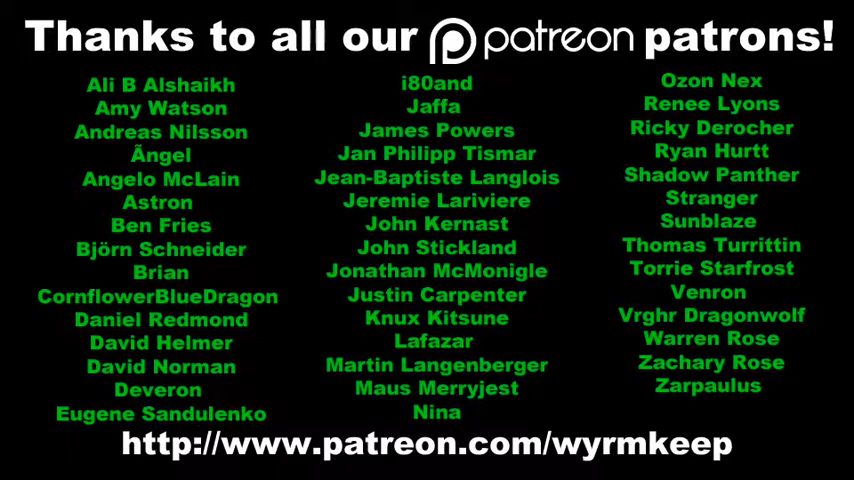 Thanks to all our patreon patrons!
Ali B Alshaikh
Amy Watson
Andreas Nilsson
Ãngel
Angelo McLain
Astron
Ben Fries
Björn Schneider
Brian
CornflowerBlueDragon
Daniel Redmond
David Helmer
David Norman
Deveron
Eugene Sandulenko
i80and
Jaffa
James Powers
Jan Philipp Tismar
Jean-Baptiste Langlois
Jeremie Lariviere
John Kernast
John Stickland
Jonathan McMonigle
Justin Carpenter
Knux Kitsune
Lafazar
Martin Langenberger
Maus Merryjest
Nina
Ozon Nex
Renee Lyons
Ricky Derocher
Ryan Hurtt
Shadow Panther
Stranger
Sunblaze
Thomas Turrittin
Torrie Starfrost
Venron
Vrghr Dragonwolf
Warren Rose
Zachary Rose
Zarpaulus
http://www.patreon.com/wyrmkeep